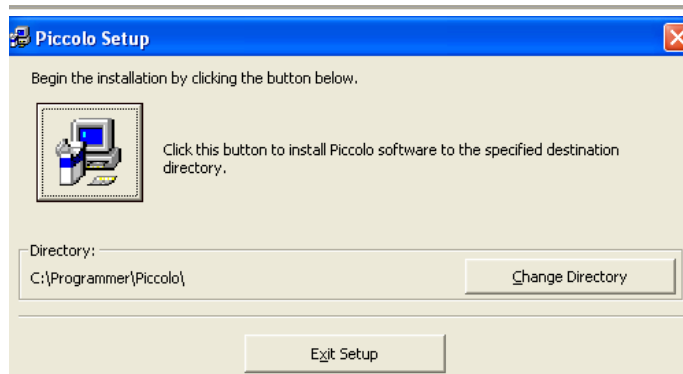 Piccolo Setup
Begin the installation by clicking the button below.
Click this button to install Piccolo software to the specified destination
directory.
Directory:
C:\Programmer\Piccolo\
Change Directory
Exit Setup